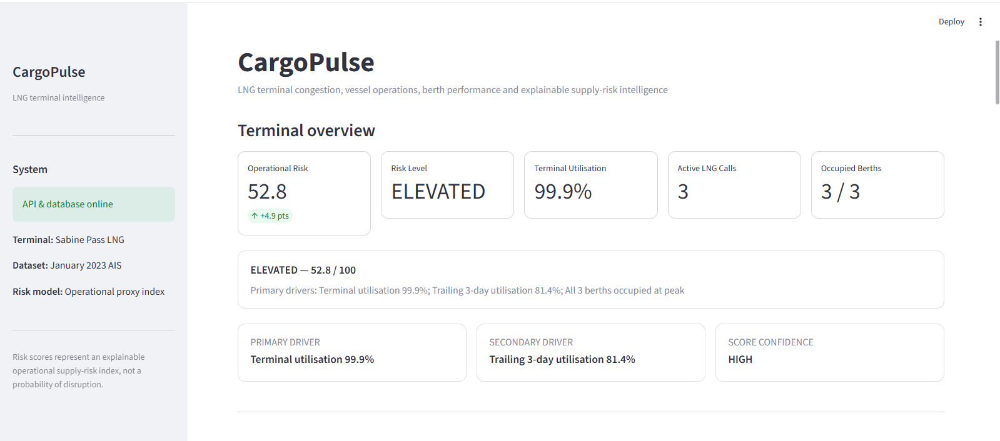 Deploy
CargoPulse
LNG terminal intelligence
System
API & database online
Terminal: Sabine Pass LNG
Dataset: January 2023 AIS
Risk model: Operational proxy index
Risk scores represent an explainable
operational supply-risk index, not a
probability of disruption.
CargoPulse
LNG terminal congestion, vessel operations, berth performance and explainable supply-risk intelligence
Terminal overview
Operational Risk
52.8
↑ +4.9 pts
Risk Level
ELEVATED
Terminal Utilisation
99.9%
Active LNG Calls
3
Occupied Berths
3 / 3
ELEVATED — 52.8 / 100
Primary drivers: Terminal utilisation 99.9%; Trailing 3-day utilisation 81.4%; All 3 berths occupied at peak
PRIMARY DRIVER
Terminal utilisation 99.9%
SECONDARY DRIVER
Trailing 3-day utilisation 81.4%
SCORE CONFIDENCE
HIGH